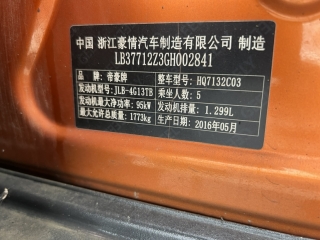 中国 浙江豪情汽车制造有限公司 制造
LB37712Z3GH002841
品牌：帝豪牌 整车型号：HQ7132C03
发动机型号：JLB-4G13TB 乘坐人数：5
发动机最大净功率：95kW 发动机排量：1.299L
最大允许总质量：1773kg 生产日期：2016年05月